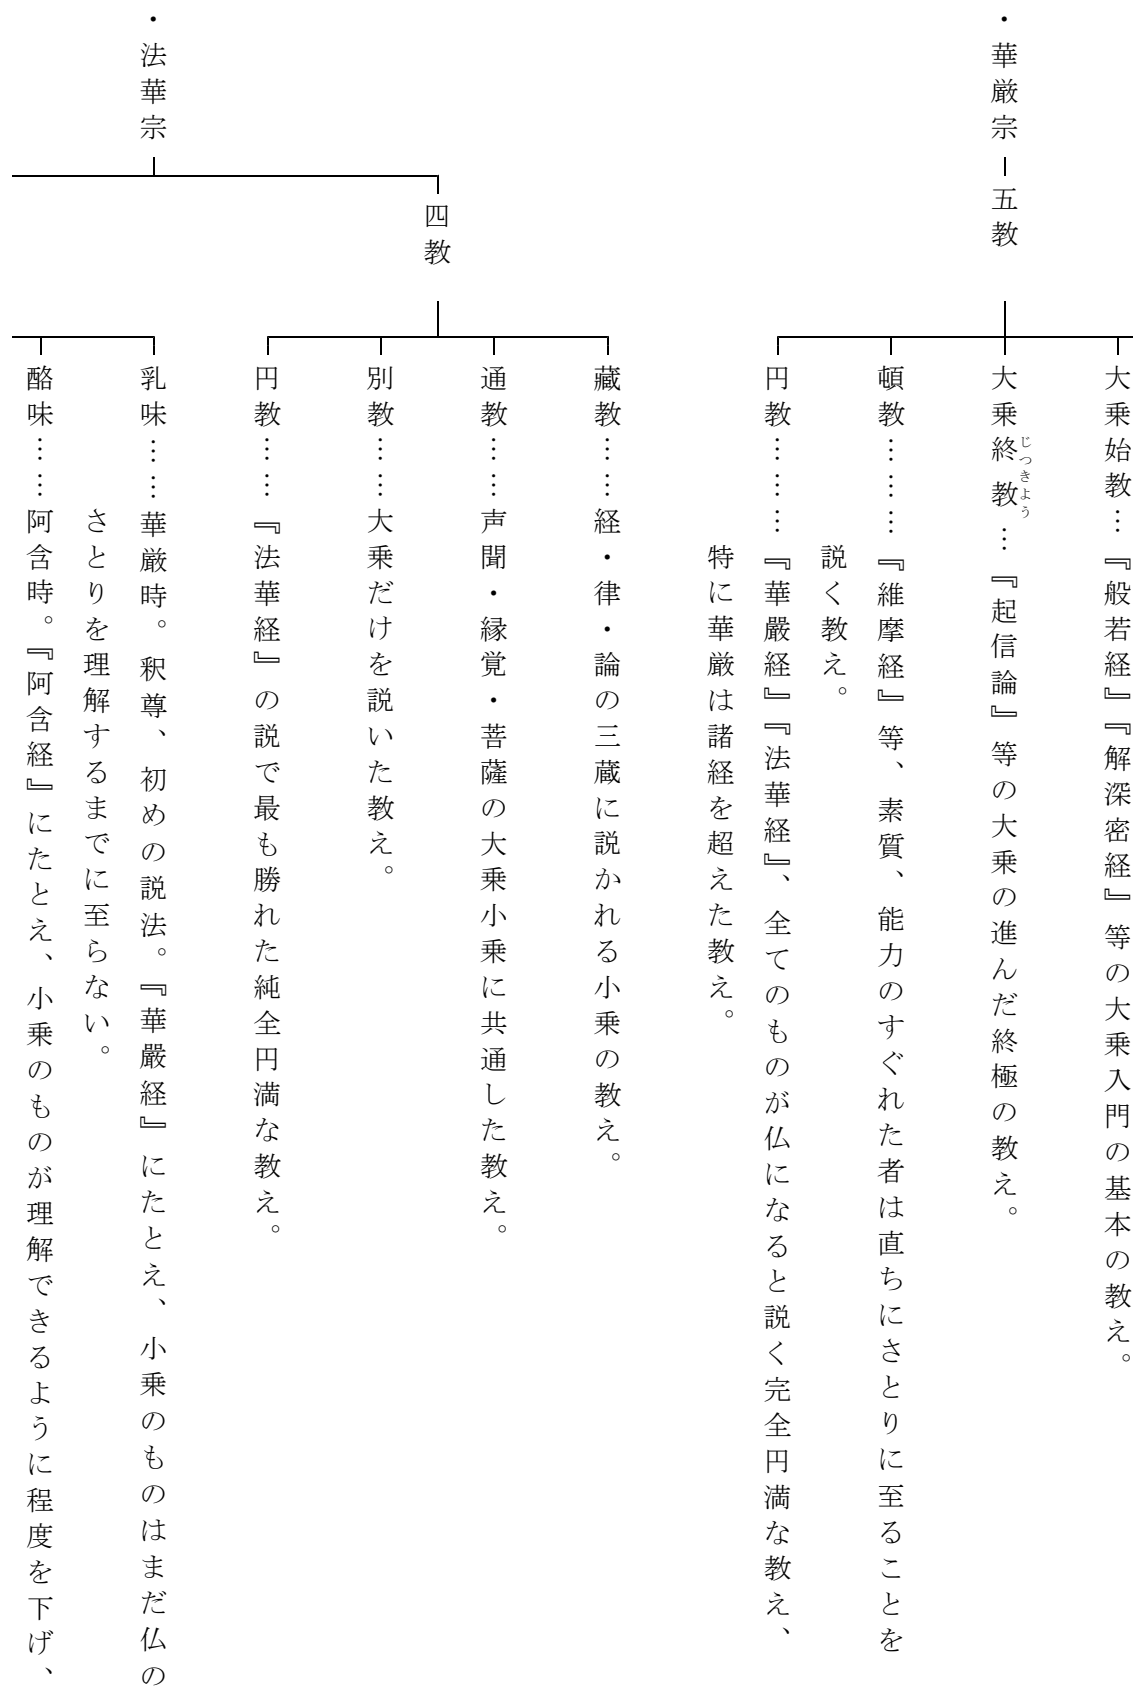 大乗始教…『般若経』『解深密経』等の大乗入門の基本の教え。
・華厳宗
五教
大乗終教…『起信論』等の大乗の進んだ終極の教え。
じつきよう
頓教………『維摩経』等、素質、能力のすぐれた者は直ちにさとりに至ることを
説く教え。
円教………『華嚴経』『法華経』、全てのものが仏になると説く完全円満な教え、
特に華厳は諸経を超えた教え。
藏教……経・律・論の三蔵に説かれる小乗の教え。
通教……声聞・縁覚・菩薩の大乗小乗に共通した教え。
四教
別教……大乗だけを説いた教え。
円教……『法華経』の説で最も勝れた純全円満な教え。
・法華宗
乳味……華厳時。釈尊、初めの説法。『華嚴経』にたとえ、小乗のものはまだ仏の
さとりを理解するまでに至らない。
酪味……阿含時。『阿含経』にたとえ、小乗のものが理解できるように程度を下げ、